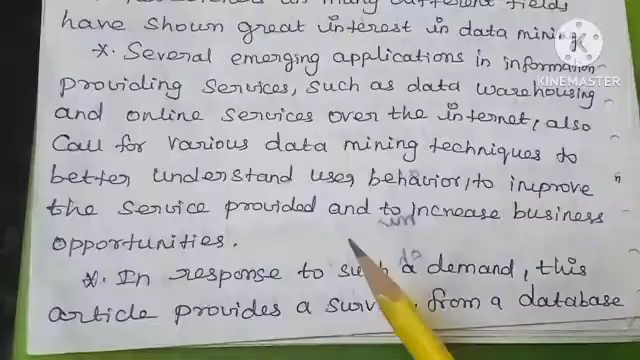 have shown great interest in data mining
*. Several emerging applications in information
providing services, such as data warehousing
and online services over the internet, also
Call for various data mining techniques to
better understand user behavior, to improve
the service provided and to increase business
opportunities.
*. In response to such a demand, this
article provides a survey from a database
KINEMASTER